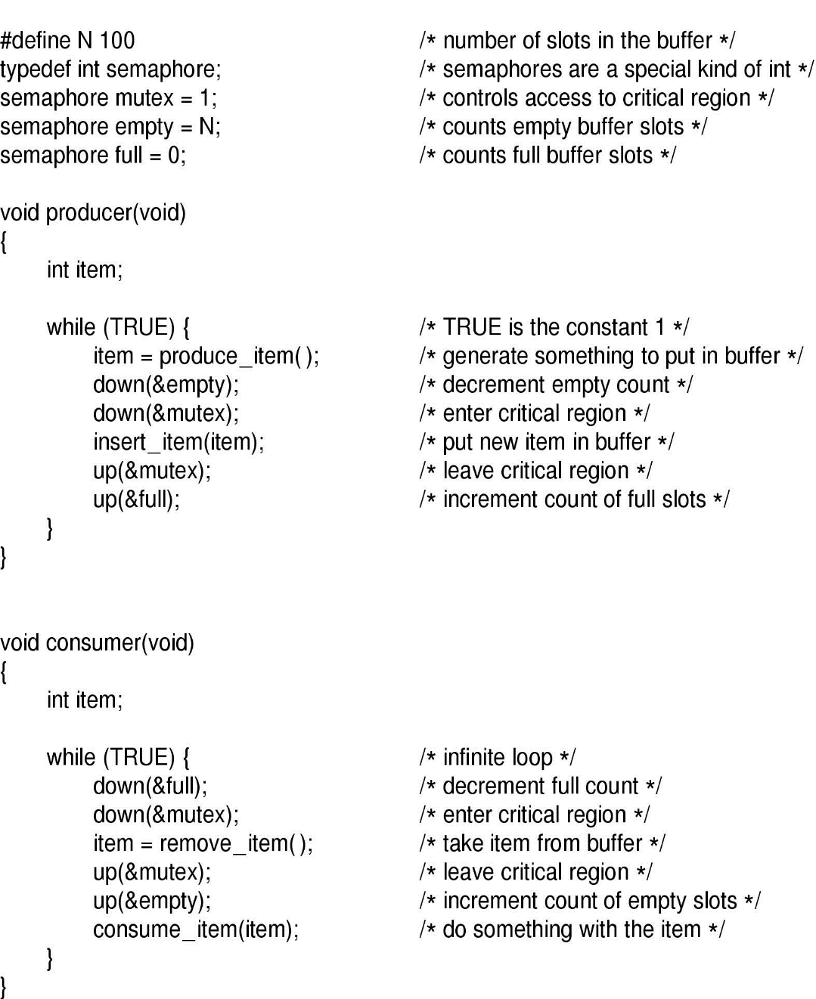 #define N 100 /* number of slots in the buffer */
typedef int semaphore; /* semaphores are a special kind of int */
semaphore mutex = 1; /* controls access to critical region */
semaphore empty = N; /* counts empty buffer slots */
semaphore full = 0; /* counts full buffer slots */
void producer(void)
{
int item;
while (TRUE) { /* TRUE is the constant 1 */
item = produce_item( ); /* generate something to put in buffer */
down(&empty); /* decrement empty count */
down(&mutex); /* enter critical region */
insert_item(item); /* put new item in buffer */
up(&mutex); /* leave critical region */
up(&full); /* increment count of full slots */
}
}
void consumer(void)
{
int item;
while (TRUE) { /* infinite loop */
down(&full); /* decrement full count */
down(&mutex); /* enter critical region */
item = remove_item( ); /* take item from buffer */
up(&mutex); /* leave critical region */
up(&empty); /* increment count of empty slots */
consume_item(item); /* do something with the item */
}
}